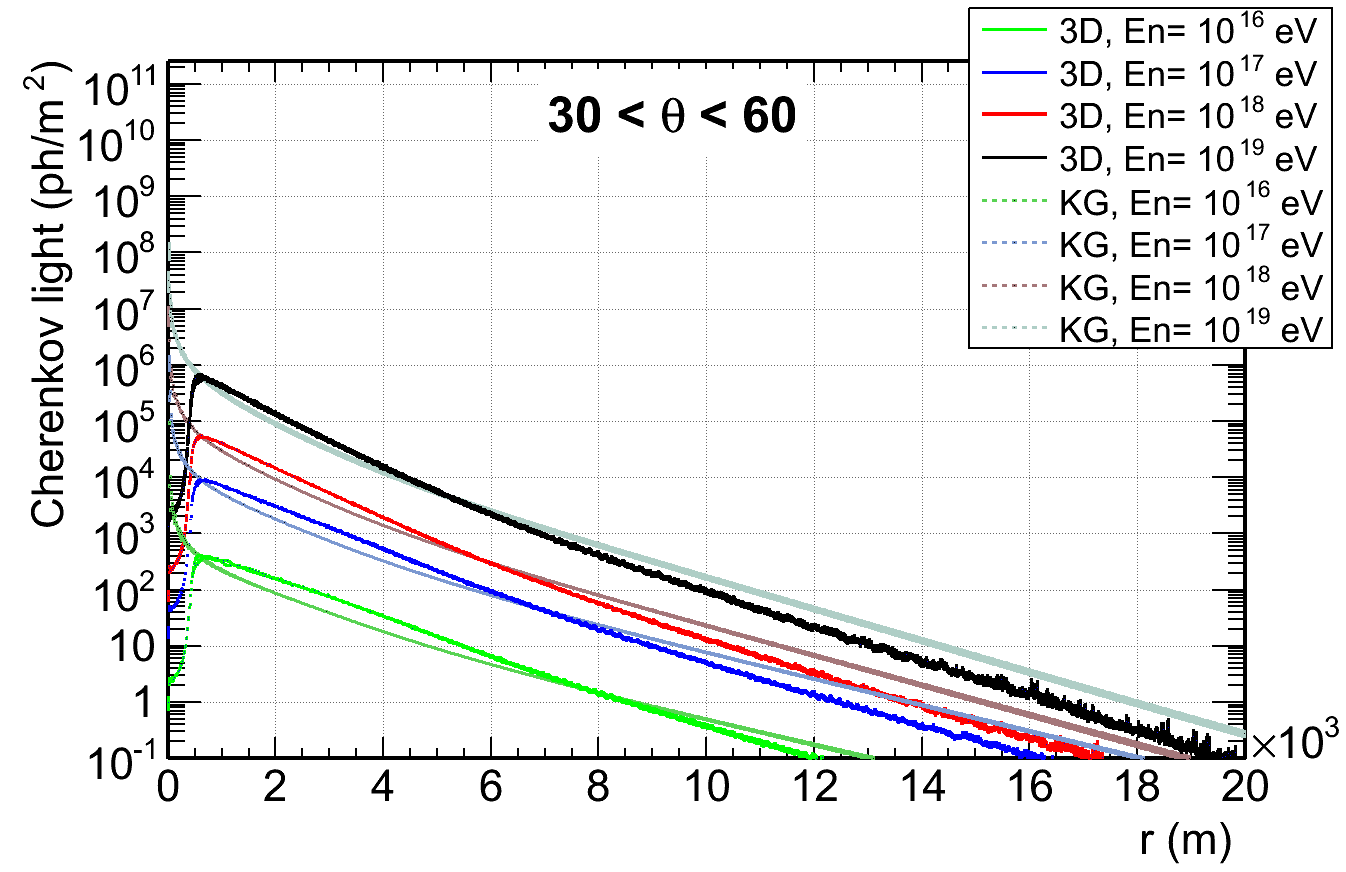 3D, En= 10^16 eV
3D, En= 10^17 eV
3D, En= 10^18 eV
3D, En= 10^19 eV
KG, En= 10^16 eV
KG, En= 10^17 eV
KG, En= 10^18 eV
KG, En= 10^19 eV
30 < θ < 60
Cherenkov light (ph/m^2)
10^11
10^10
10^9
10^8
10^7
10^6
10^5
10^4
10^3
10^2
10
1
10^-1
0 2 4 6 8 10 12 14 16 18 20
×10^3
r (m)